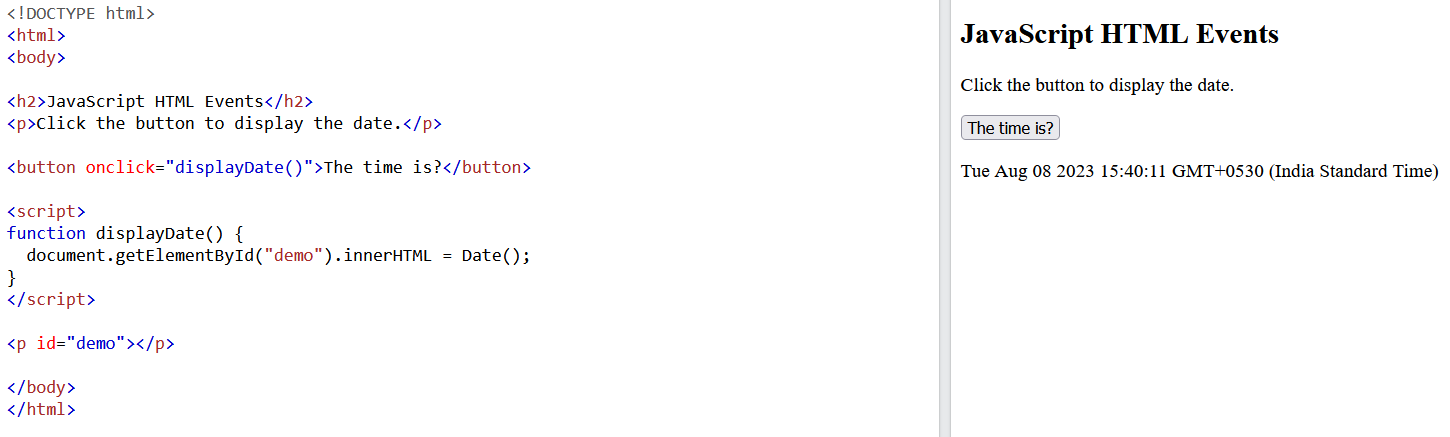 <!DOCTYPE html>
<html>
<body>
<h2>JavaScript HTML Events</h2>
<p>Click the button to display the date.</p>
<button onclick="displayDate()">The time is?</button>
<script>
function displayDate() {
  document.getElementById("demo").innerHTML = Date();
}
</script>
<p id="demo"></p>
</body>
</html>
JavaScript HTML Events
Click the button to display the date.
The time is?
Tue Aug 08 2023 15:40:11 GMT+0530 (India Standard Time)